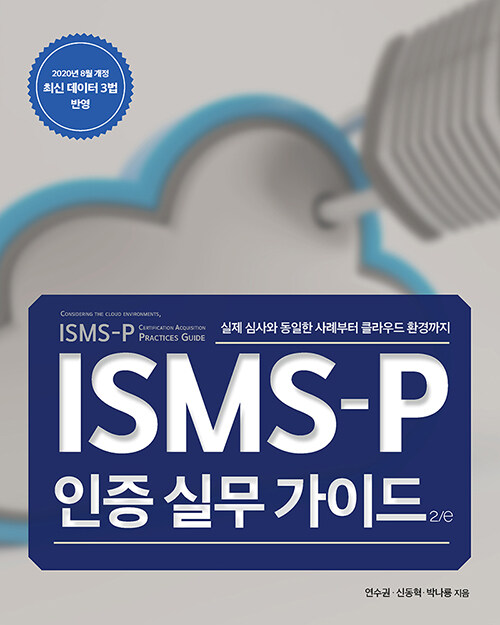 2020년 8월 개정
최신 데이터 3법
반영
CONSIDERING THE CLOUD ENVIRONMENTS,
ISMS-P CERTIFICATION ACQUISITION
PRACTICES GUIDE
실제 심사와 동일한 사례부터 클라우드 환경까지
ISMS-P
인증 실무 가이드 2/e
연수권 · 신동혁 · 박나룡 지음